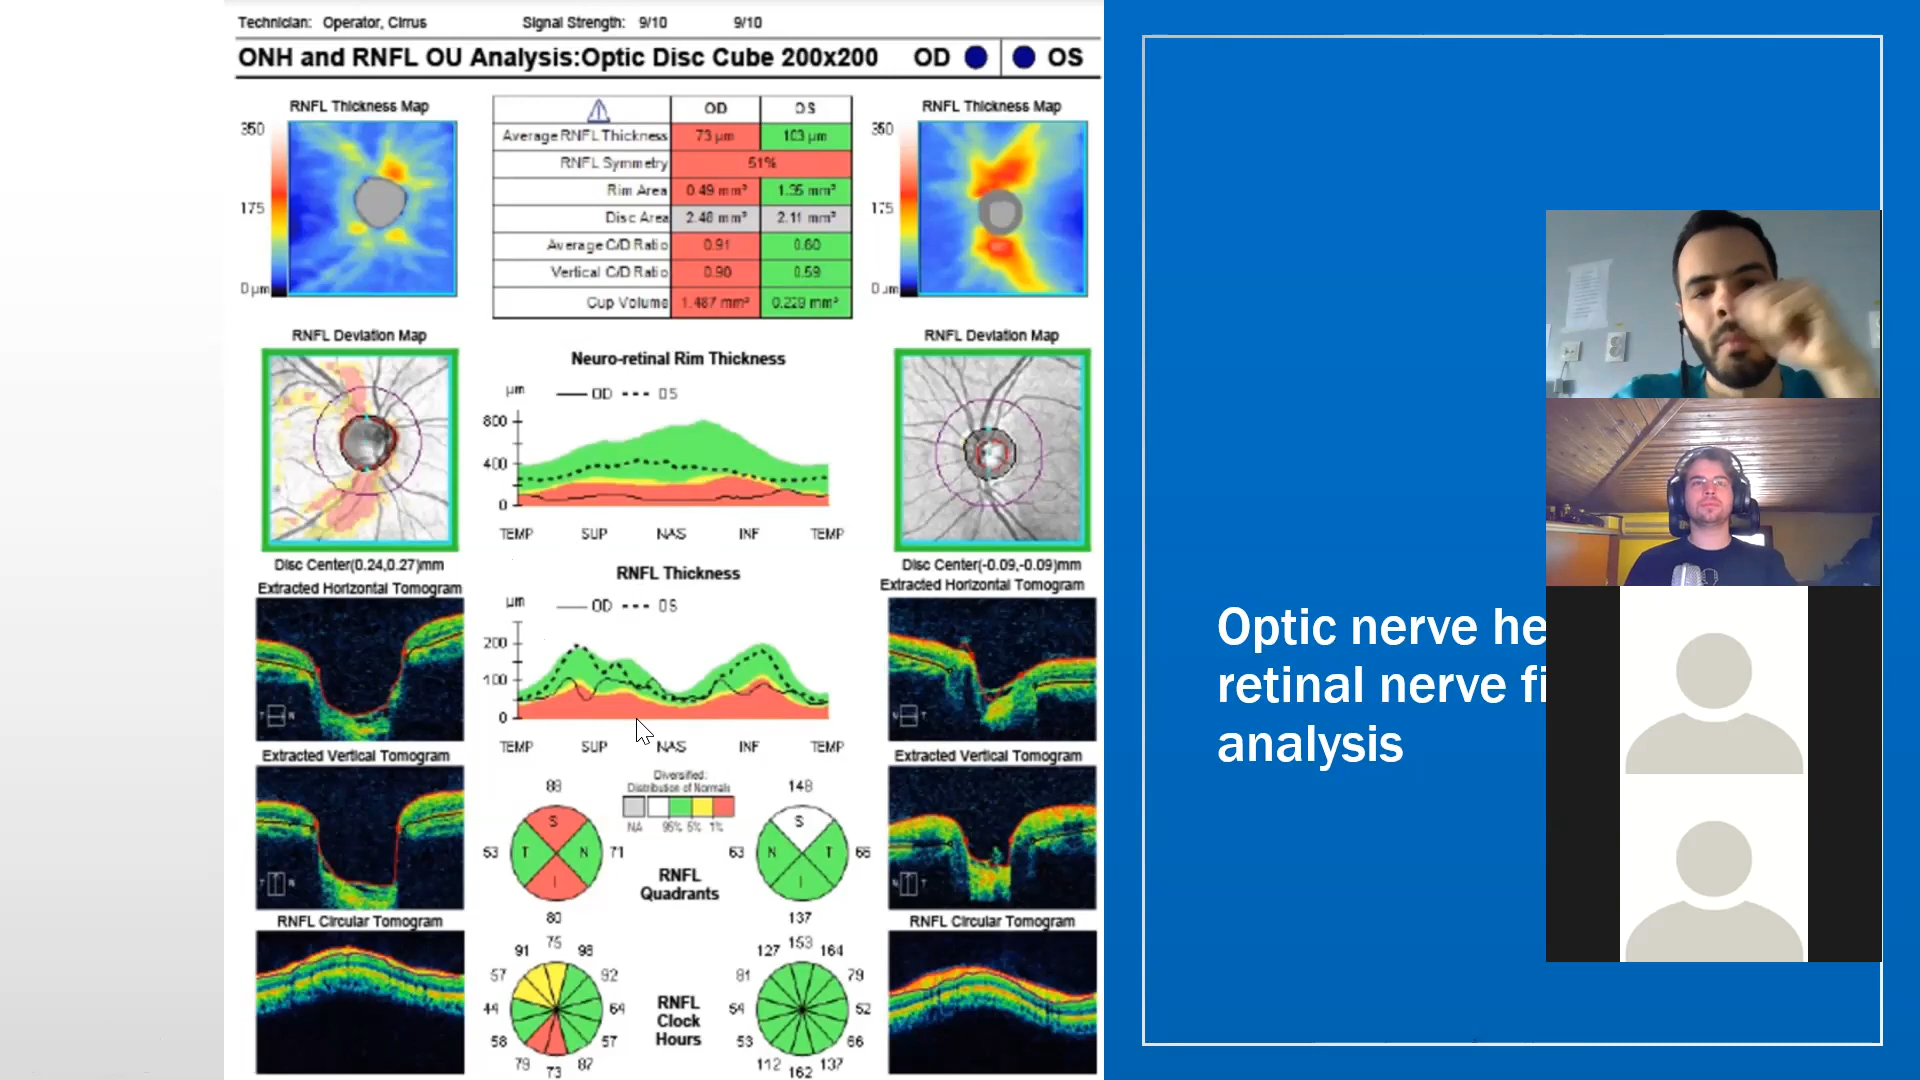 Technician: Operator, Cirrus Signal Strength: 9/10 9/10
ONH and RNFL OU Analysis:Optic Disc Cube 200x200 OD OS
RNFL Thickness Map
350
175
0 µm
OD OS
Average RNFL Thickness 73 µm 103 µm
RNFL Symmetry 51%
Rim Area 0.49 mm² 1.35 mm²
Disc Area 2.48 mm² 2.11 mm²
Average C/D Ratio 0.91 0.60
Vertical C/D Ratio 0.90 0.59
Cup Volume 1.487 mm³ 0.229 mm³
RNFL Thickness Map
350
175
0 µm
RNFL Deviation Map
Disc Center(0.24,0.27)mm
Neuro-retinal Rim Thickness
µm OD OS
800
400
0
TEMP SUP NAS INF TEMP
RNFL Deviation Map
Disc Center(-0.09,-0.09)mm
Extracted Horizontal Tomogram
T N
Extracted Vertical Tomogram
RNFL Circular Tomogram
RNFL Thickness
µm OD OS
200
100
0
TEMP SUP NAS INF TEMP
Diversified:
Distribution of Normals
NA 95% 5% 1%
88
S
53 T N 71
I
80
RNFL
Quadrants
148
S
63 N T 66
I
137
75
91 98
57 92
44 64
58 57
79 87
73
RNFL
Clock
Hours
153
127 164
81 79
54 52
53 66
112 137
162
Extracted Horizontal Tomogram
N T
Extracted Vertical Tomogram
RNFL Circular Tomogram
Optic nerve he
retinal nerve fi
analysis